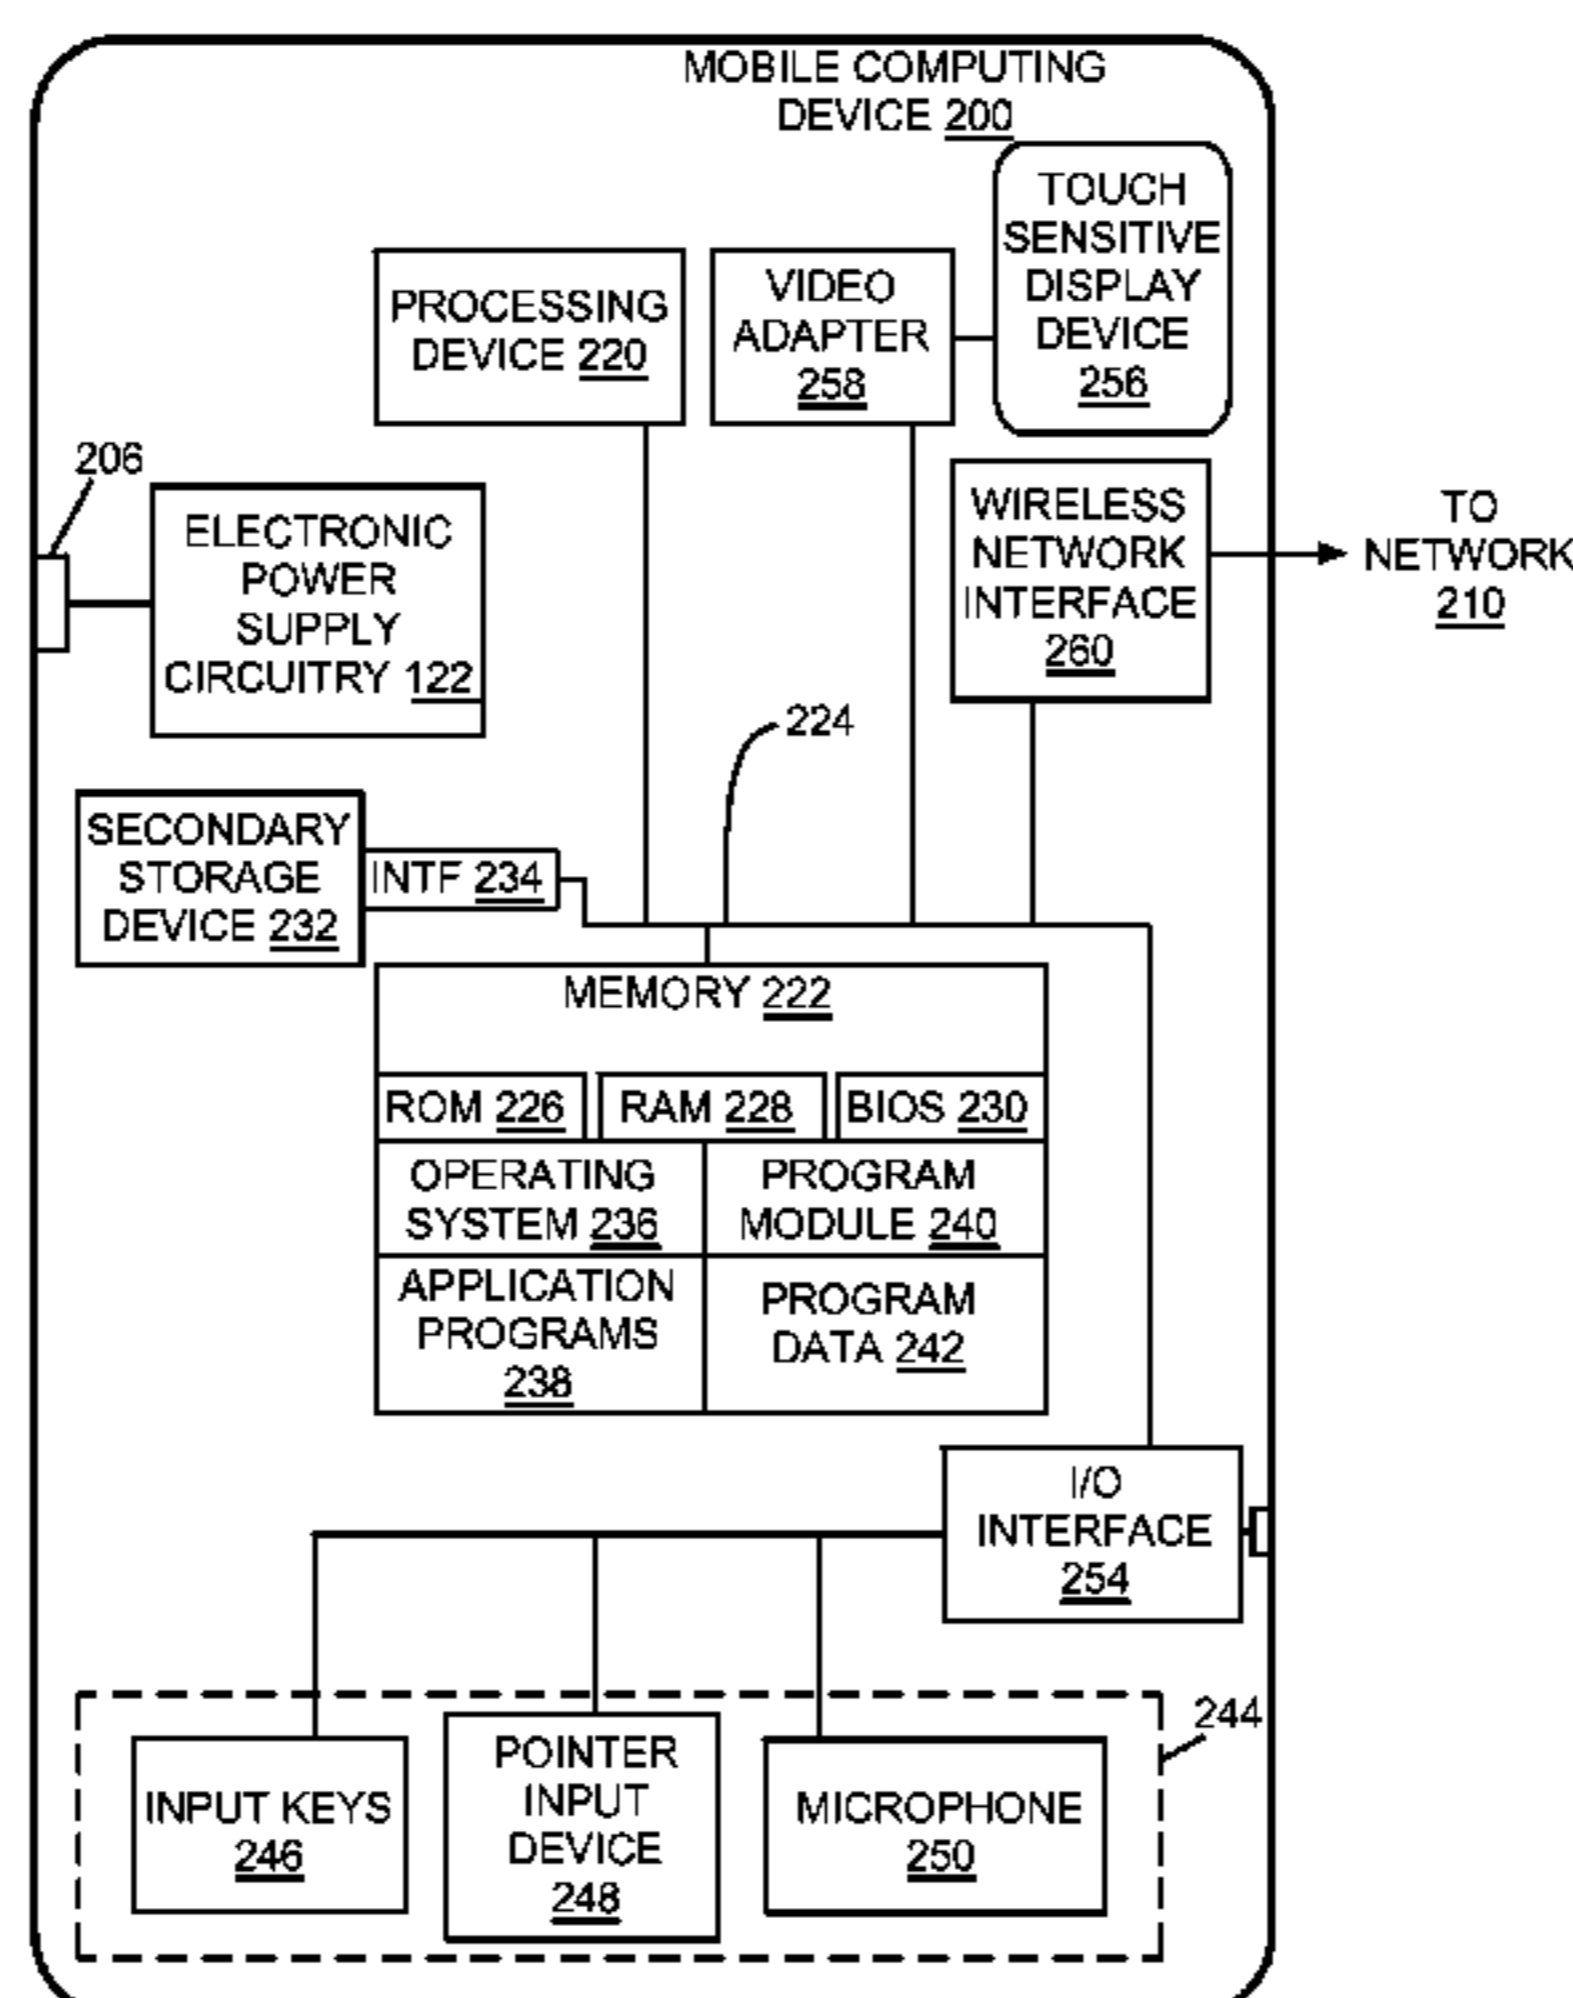 MOBILE COMPUTING
DEVICE 200
TOUCH
SENSITIVE
DISPLAY
DEVICE
256
PROCESSING
DEVICE 220
VIDEO
ADAPTER
258
206
ELECTRONIC
POWER
SUPPLY
CIRCUITRY 122
WIRELESS
NETWORK
INTERFACE
260
TO
NETWORK
210
224
SECONDARY
STORAGE
DEVICE 232
INTF 234
MEMORY 222
ROM 226
RAM 228
BIOS 230
OPERATING
SYSTEM 236
PROGRAM
MODULE 240
APPLICATION
PROGRAMS
238
PROGRAM
DATA 242
I/O
INTERFACE
254
244
INPUT KEYS
246
POINTER
INPUT
DEVICE
248
MICROPHONE
250